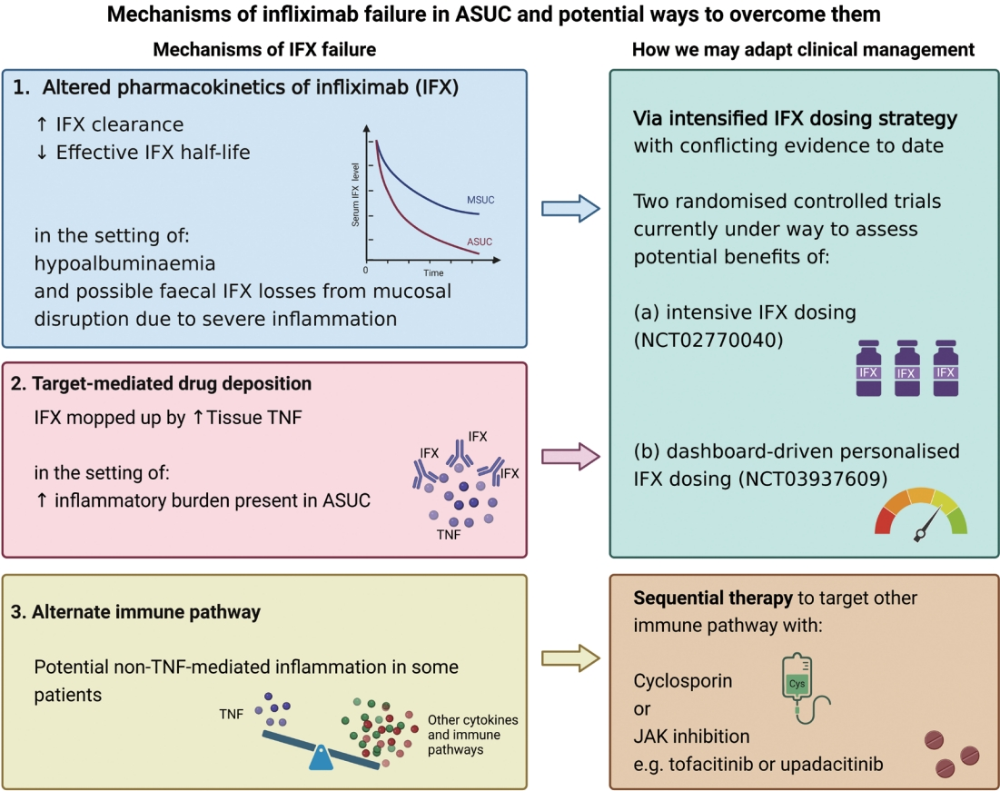 Mechanisms of infliximab failure in ASUC and potential ways to overcome them
Mechanisms of IFX failure
How we may adapt clinical management
1. Altered pharmacokinetics of infliximab (IFX)
↑ IFX clearance
↓ Effective IFX half-life
Serum IFX level
MSUC
ASUC
0
Time
in the setting of:
hypoalbuminaemia
and possible faecal IFX losses from mucosal
disruption due to severe inflammation
Via intensified IFX dosing strategy
with conflicting evidence to date
Two randomised controlled trials
currently under way to assess
potential benefits of:
(a) intensive IFX dosing
(NCT02770040)
IFX
IFX
IFX
(b) dashboard-driven personalised
IFX dosing (NCT03937609)
2. Target-mediated drug deposition
IFX mopped up by ↑Tissue TNF
in the setting of:
↑ inflammatory burden present in ASUC
IFX
IFX
IFX
TNF
3. Alternate immune pathway
Potential non-TNF-mediated inflammation in some
patients
TNF
Other cytokines
and immune
pathways
Sequential therapy to target other
immune pathway with:
Cyclosporin
or
JAK inhibition
e.g. tofacitinib or upadacitinib
Cys